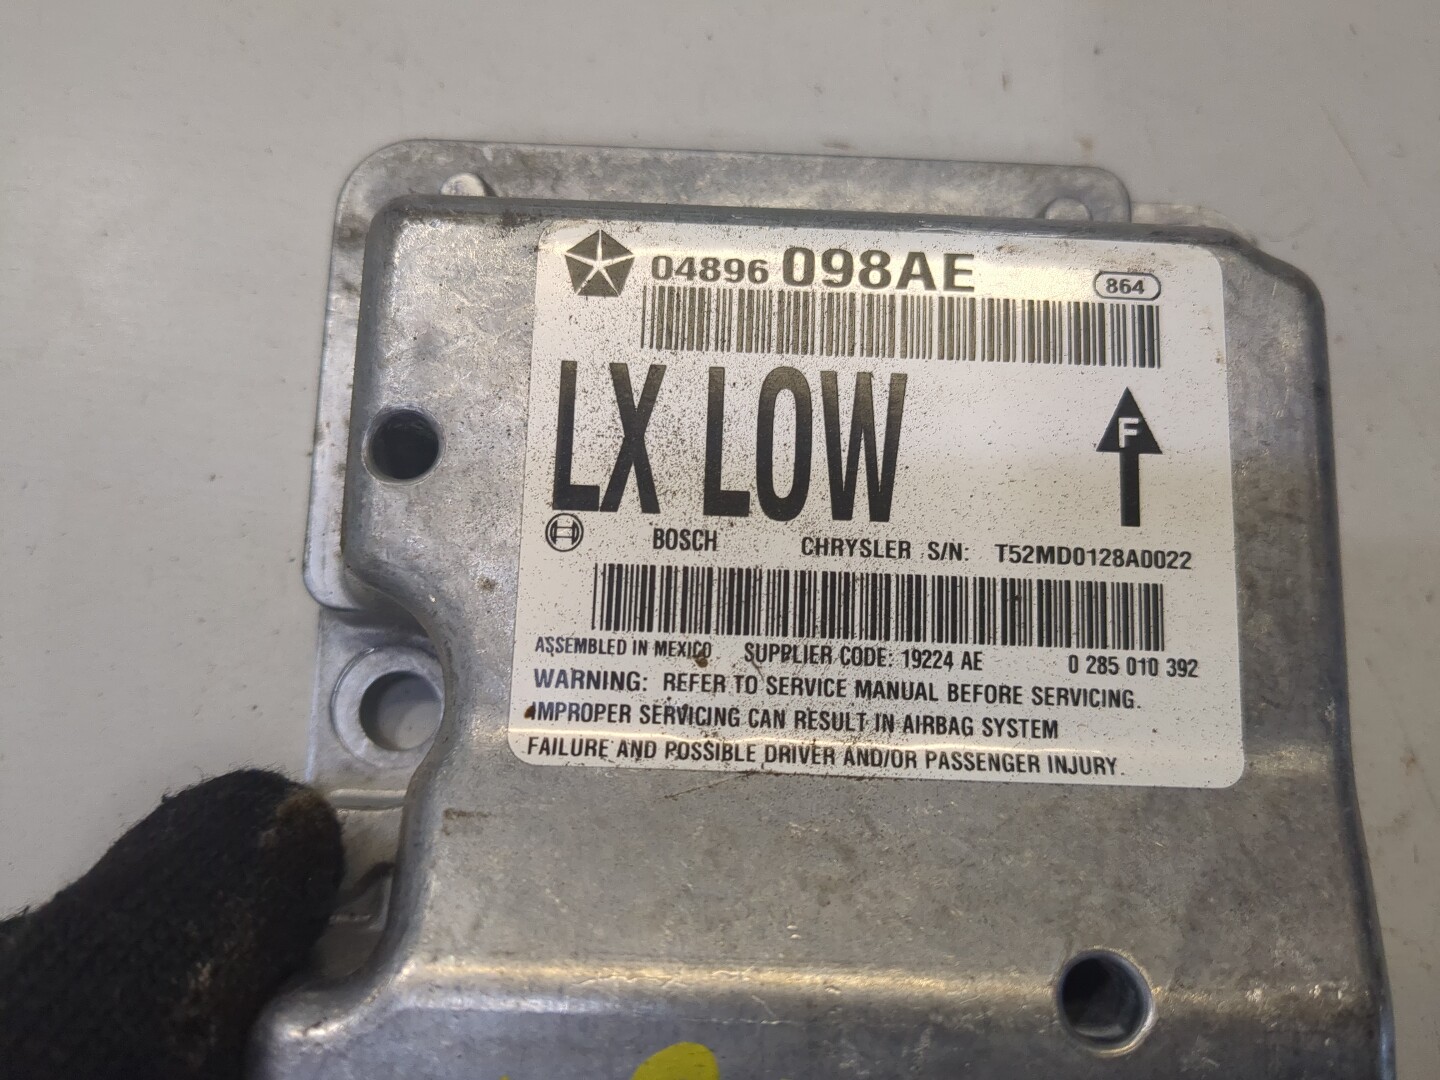 04896 098AE 864
LX LOW
F
BOSCH CHRYSLER S/N: T52MD0128AD022
ASSEMBLED IN MEXICO SUPPLIER CODE: 19224 AE 0 285 010 392
WARNING: REFER TO SERVICE MANUAL BEFORE SERVICING.
IMPROPER SERVICING CAN RESULT IN AIRBAG SYSTEM
FAILURE AND POSSIBLE DRIVER AND/OR PASSENGER INJURY.